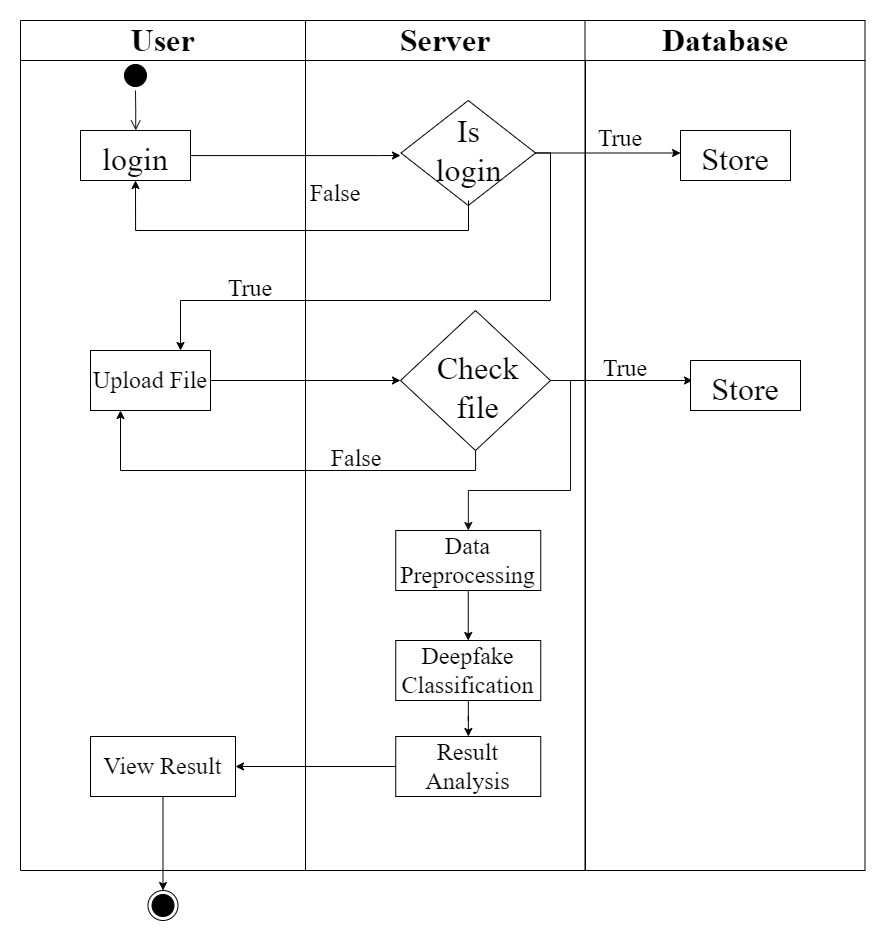 User
Server
Database
login
Is
login
True
Store
False
True
Upload File
Check
file
True
Store
False
Data
Preprocessing
Deepfake
Classification
View Result
Result
Analysis